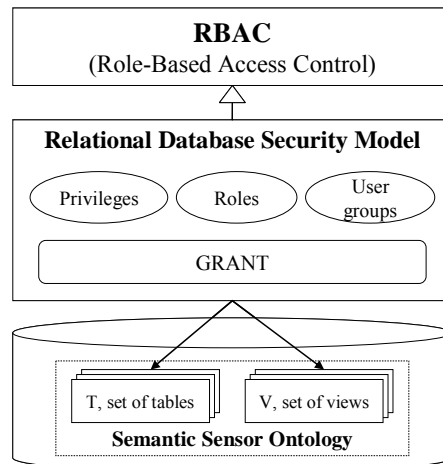 RBAC
(Role-Based Access Control)
Relational Database Security Model
Privileges
Roles
User
groups
GRANT
T, set of tables
V, set of views
Semantic Sensor Ontology